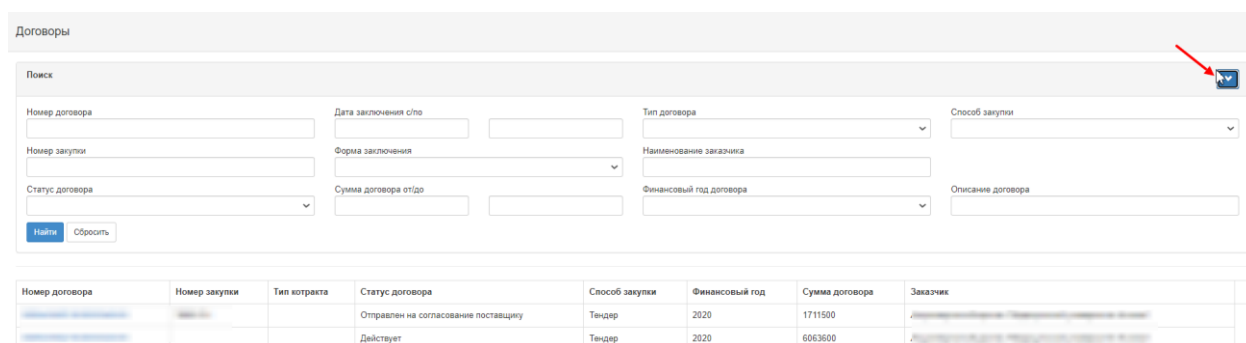 Договоры
Поиск
Номер договора Дата заключения с/по Тип договора Способ закупки
Номер закупки Форма заключения Наименование заказчика
Статус договора Сумма договора от/до Финансовый год договора Описание договора
Найти Сбросить
Номер договора Номер закупки Тип котракта Статус договора Способ закупки Финансовый год Сумма договора Заказчик
Отправлен на согласование поставщику Тендер 2020 1711500
Действует Тендер 2020 6063600